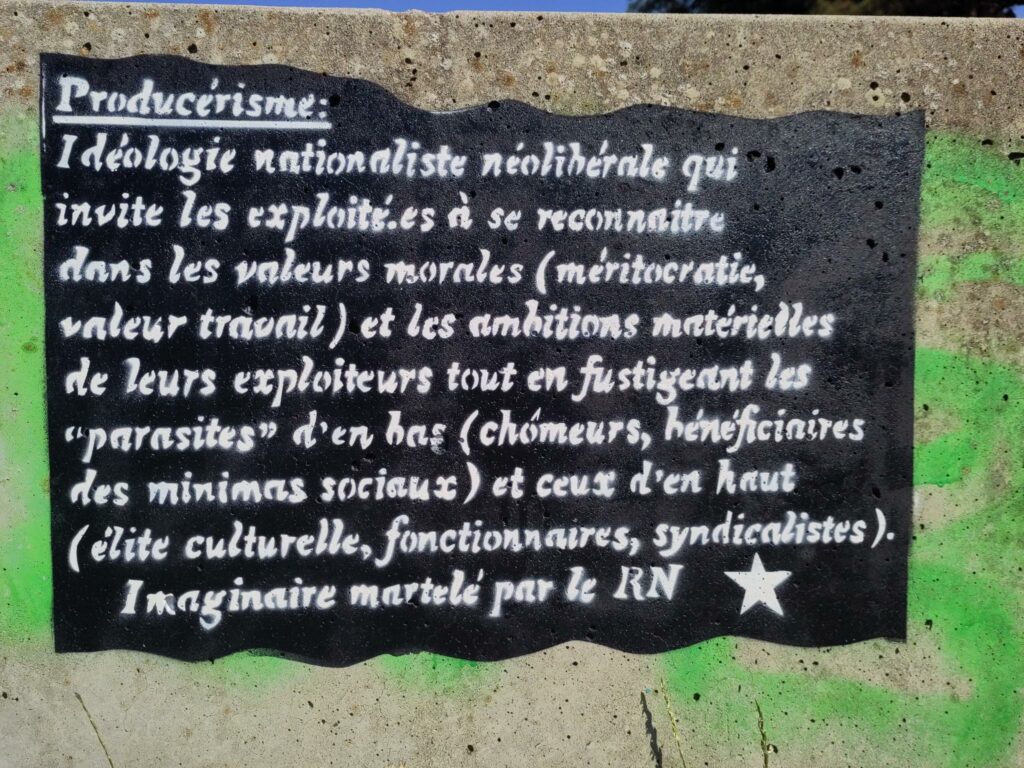 Producérisme:
Idéologie nationaliste néolibérale qui
invite les exploité.es à se reconnaitre
dans les valeurs morales (méritocratie,
valeur travail) et les ambitions matérielles
de leurs exploiteurs tout en fustigeant les
“parasites” d'en bas (chômeurs, bénéficiaires
des minimas sociaux) et ceux d'en haut
(élite culturelle, fonctionnaires, syndicalistes).
Imaginaire martelé par le RN